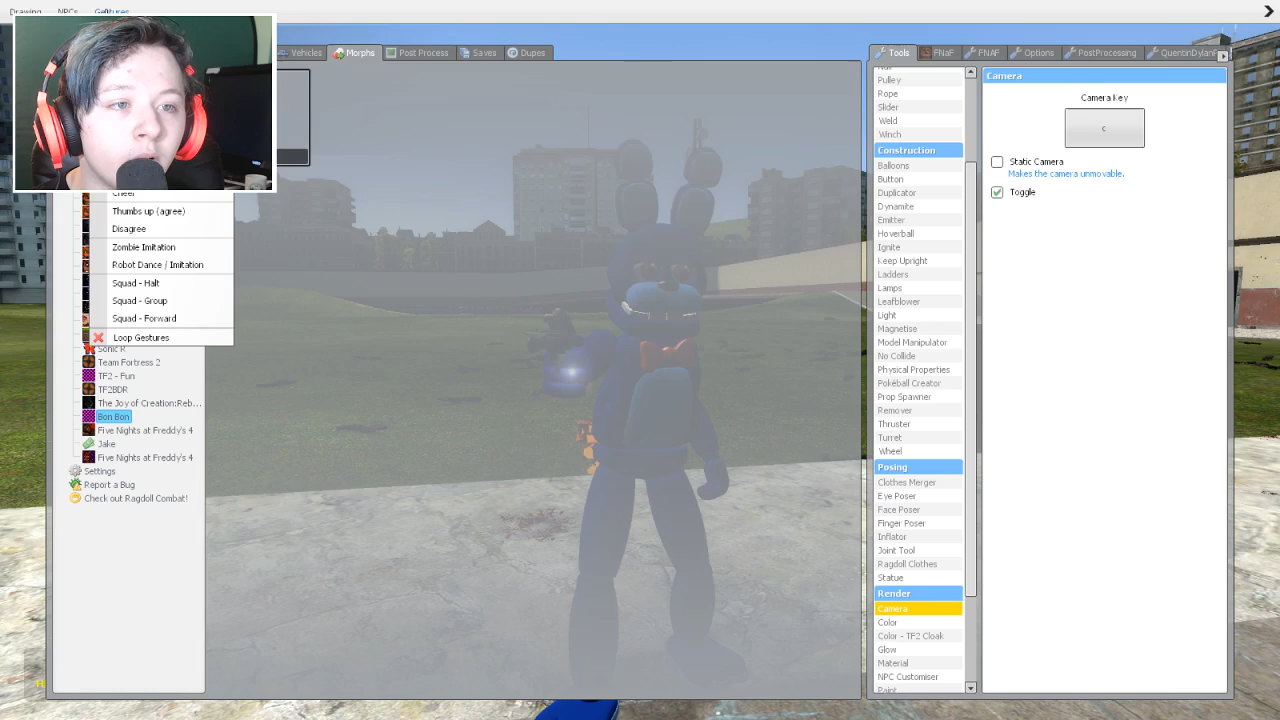 Drawing NPCs Gestures
Vehicles Morphs Post Process Saves Dupes
Tools FNaF FNAF Options PostProcessing
Cheer
Thumbs up (agree)
Disagree
Zombie Imitation
Robot Dance / Imitation
Squad - Halt
Squad - Group
Squad - Forward
Loop Gestures
Sonic R
Team Fortress 2
TF2 - Fun
TF2BDR
The Joy of Creation:Reb...
Bon Bon
Five Nights at Freddy's 4
Jake
Five Nights at Freddy's 4
Settings
Report a Bug
Check out Ragdoll Combat!
Pulley
Rope
Slider
Weld
Winch
Construction
Balloons
Button
Duplicator
Dynamite
Emitter
Hoverball
Ignite
Keep Upright
Ladders
Lamps
Leafblower
Light
Magnetise
Model Manipulator
No Collide
Physical Properties
Pokéball Creator
Prop Spawner
Remover
Thruster
Turret
Wheel
Posing
Clothes Merger
Eye Poser
Face Poser
Finger Poser
Inflator
Joint Tool
Ragdoll Clothes
Statue
Render
Camera
Color
Color - TF2 Cloak
Glow
Material
NPC Customiser
Paint
Camera
Camera Key
c
Static Camera
Makes the camera unmovable.
Toggle